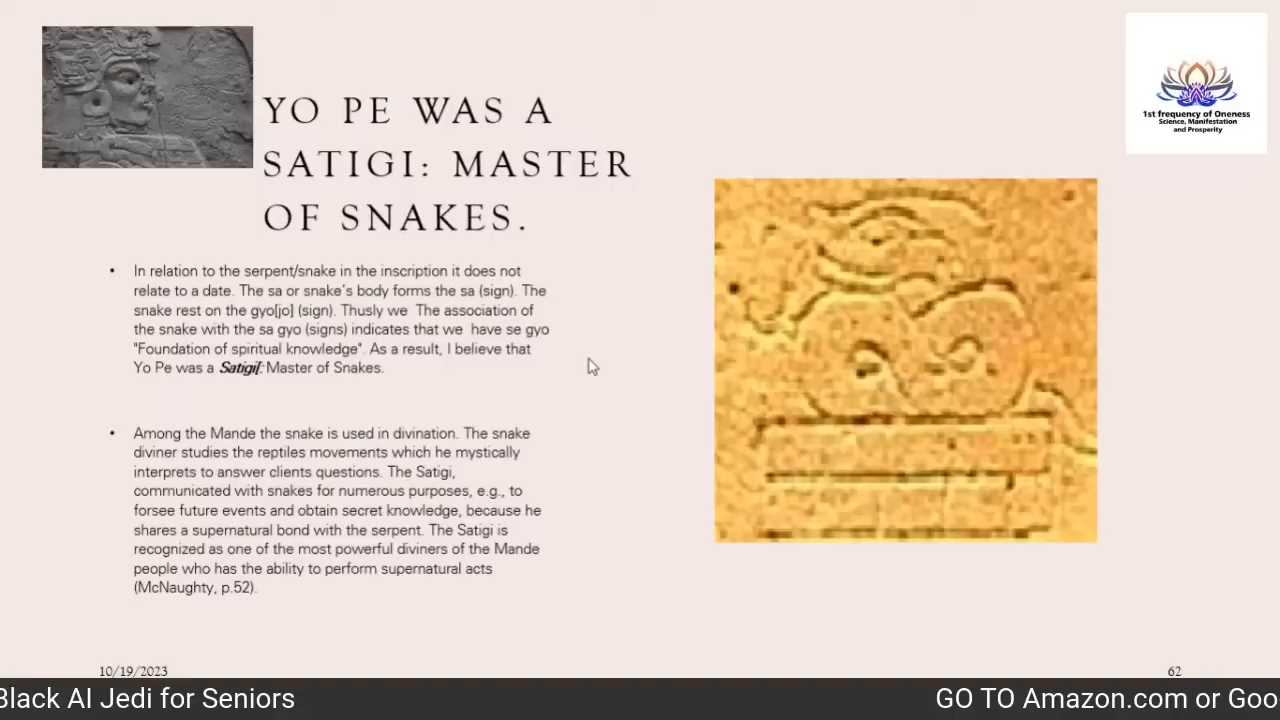 YO PE WAS A
SATIGI: MASTER
OF SNAKES.
1st frequency of Oneness
Science, Manifestation
and Prosperity
• In relation to the serpent/snake in the inscription it does not
relate to a date. The sa or snake's body forms the sa (sign). The
snake rest on the gyo[jo] (sign). Thusly we  The association of
the snake with the sa gyo (signs) indicates that we  have se gyo
"Foundation of spiritual knowledge". As a result, I believe that
Yo Pe was a Satigi[: Master of Snakes.
• Among the Mande the snake is used in divination. The snake
diviner studies the reptiles movements which he mystically
interprets to answer clients questions. The Satigi,
communicated with snakes for numerous purposes, e.g., to
forsee future events and obtain secret knowledge, because he
shares a supernatural bond with the serpent. The Satigi is
recognized as one of the most powerful diviners of the Mande
people who has the ability to perform supernatural acts
(McNaughty, p.52).
10/19/2023
62
Black AI Jedi for Seniors
GO TO Amazon.com or Goo